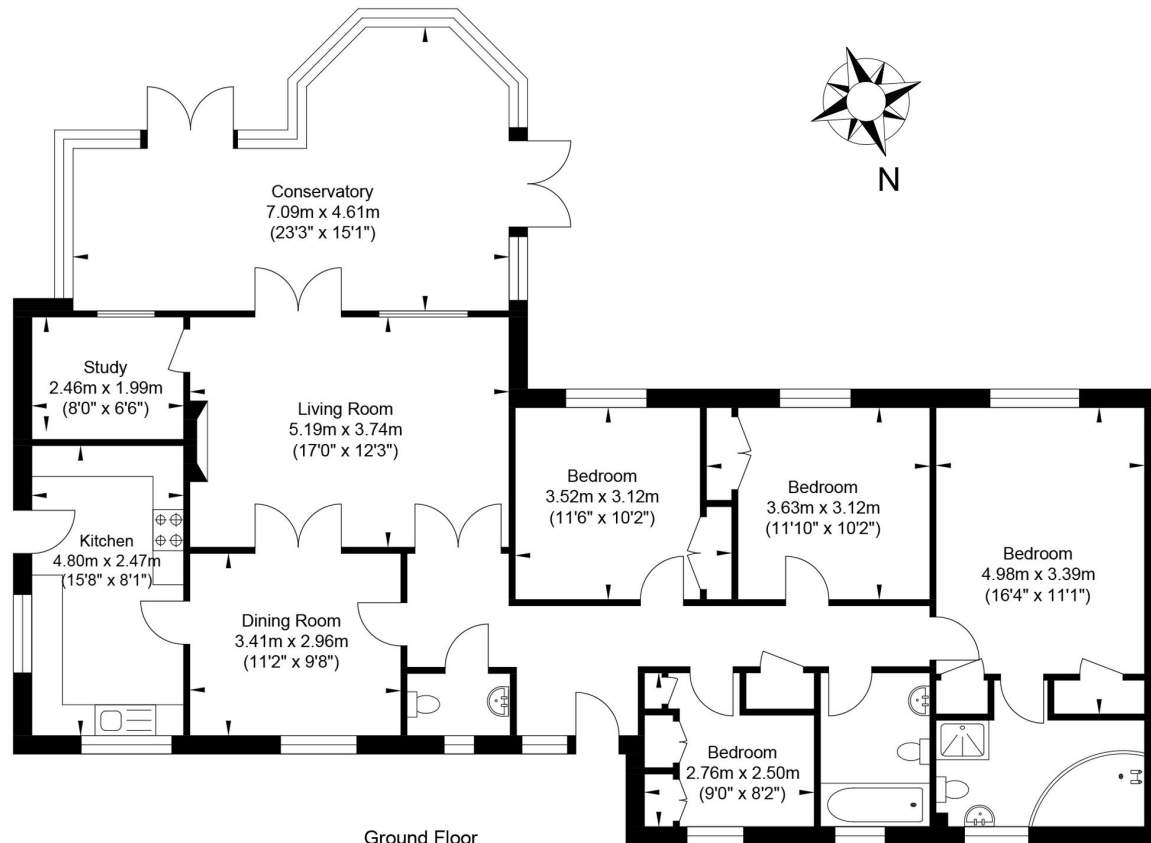 N
Conservatory
7.09m x 4.61m
(23'3" x 15'1")
Study
2.46m x 1.99m
(8'0" x 6'6")
Living Room
5.19m x 3.74m
(17'0" x 12'3")
Kitchen
4.80m x 2.47m
(15'8" x 8'1")
Dining Room
3.41m x 2.96m
(11'2" x 9'8")
Bedroom
3.52m x 3.12m
(11'6" x 10'2")
Bedroom
3.63m x 3.12m
(11'10" x 10'2")
Bedroom
4.98m x 3.39m
(16'4" x 11'1")
Bedroom
2.76m x 2.50m
(9'0" x 8'2")
Ground Floor